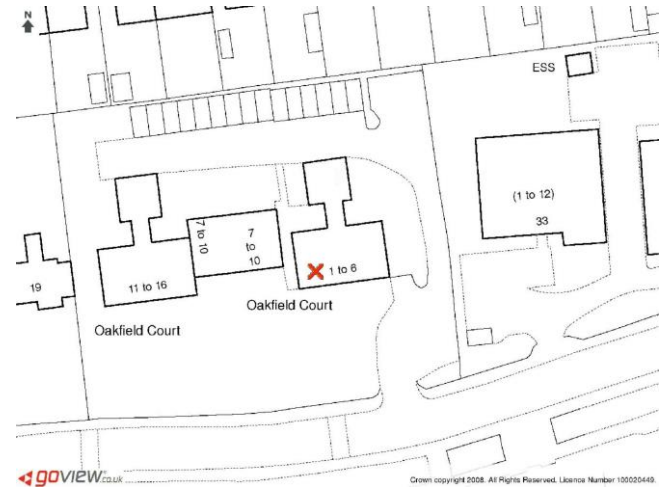 N
ESS
(1 to 12)
33
7 to 10
7
to
10
19
11 to 16
1 to 6
Oakfield Court
Oakfield Court
goview.co.uk
Crown copyright 2008. All Rights Reserved. Licence Number 100020449.